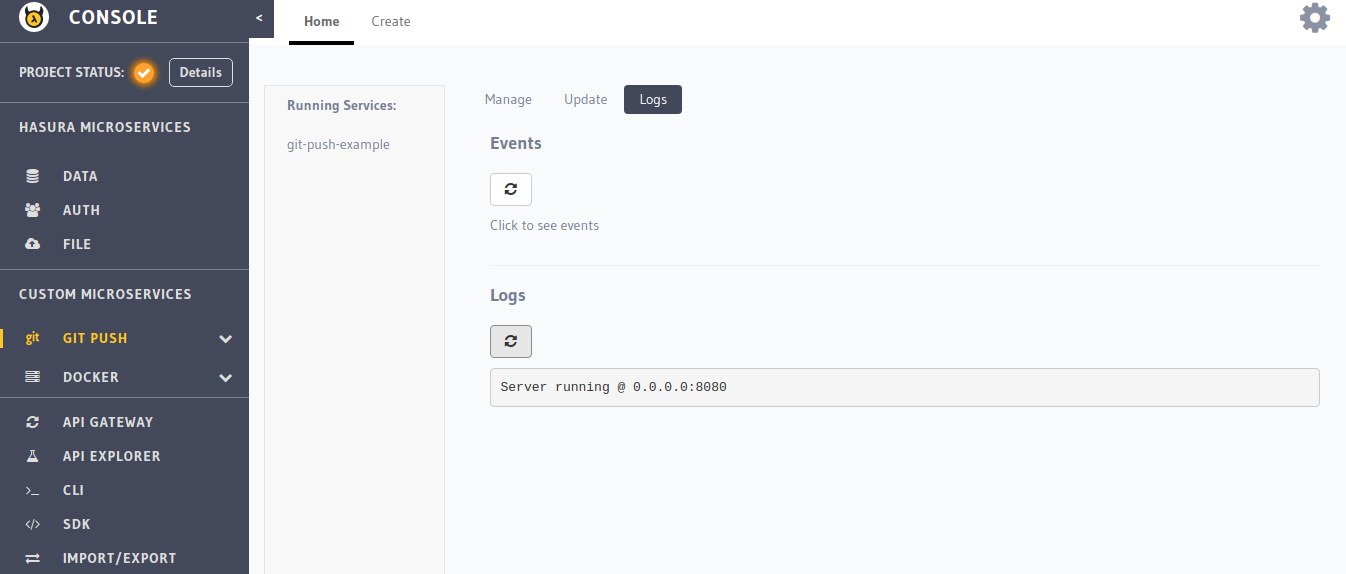 CONSOLE
<
Home
Create
PROJECT STATUS:
Details
HASURA MICROSERVICES
DATA
AUTH
FILE
CUSTOM MICROSERVICES
git
GIT PUSH
DOCKER
API GATEWAY
API EXPLORER
CLI
SDK
IMPORT/EXPORT
Running Services:
git-push-example
Manage
Update
Logs
Events
Click to see events
Logs
Server running @ 0.0.0.0:8080